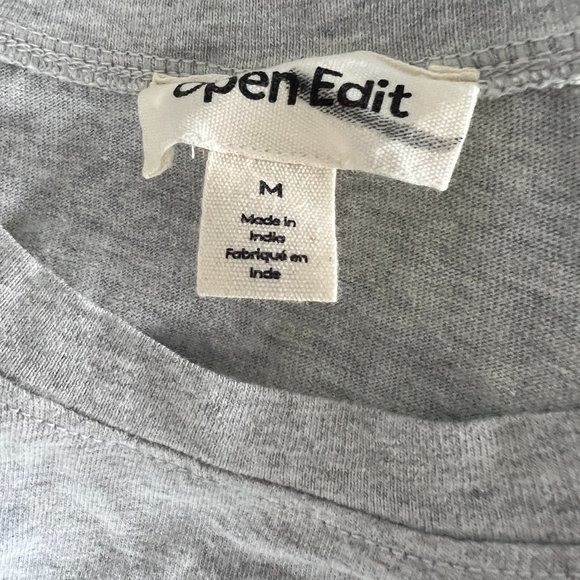 Open Edit
M
Made in
India
Fabriqué en
Inde